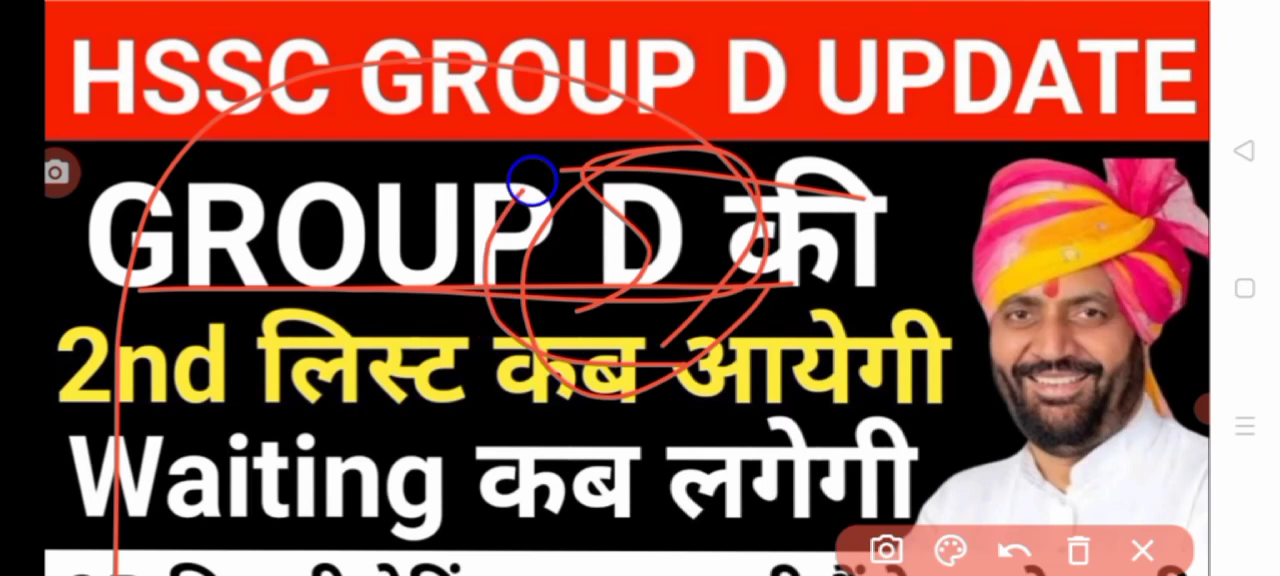 HSSC GROUP D UPDATE
GROUP D की
2nd लिस्ट कब आयेगी
Waiting कब लगेगी